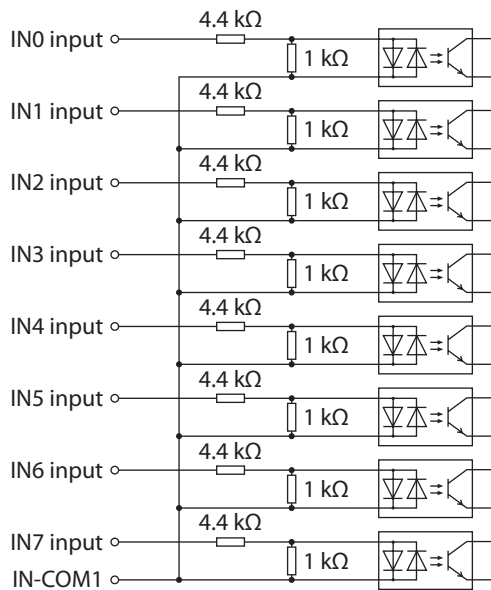 4.4 kΩ
IN0 input
1 kΩ
4.4 kΩ
IN1 input
1 kΩ
4.4 kΩ
IN2 input
1 kΩ
4.4 kΩ
IN3 input
1 kΩ
4.4 kΩ
IN4 input
1 kΩ
4.4 kΩ
IN5 input
1 kΩ
4.4 kΩ
IN6 input
1 kΩ
4.4 kΩ
IN7 input
1 kΩ
IN-COM1